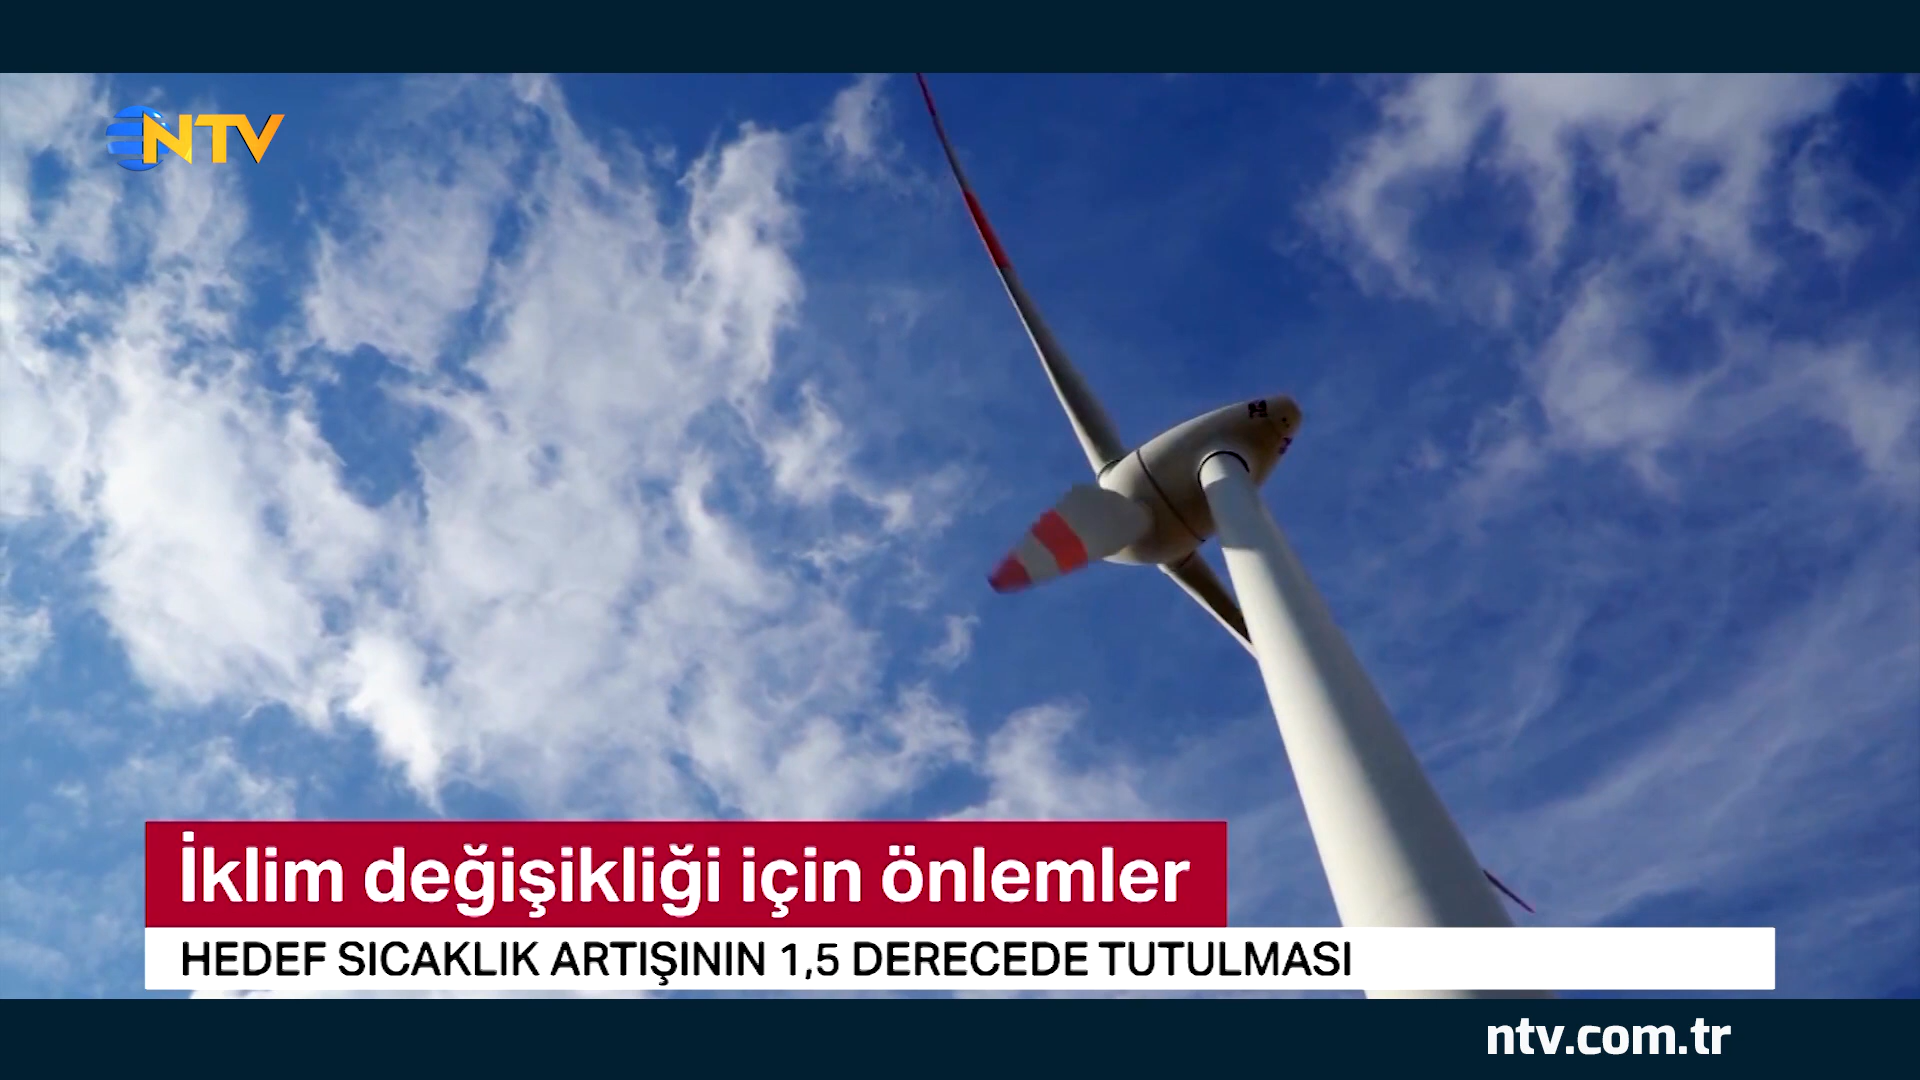 NTV
İklim değişikliği için önlemler
HEDEF SICAKLIK ARTIŞININ 1,5 DERECEDE TUTULMASI
ntv.com.tr